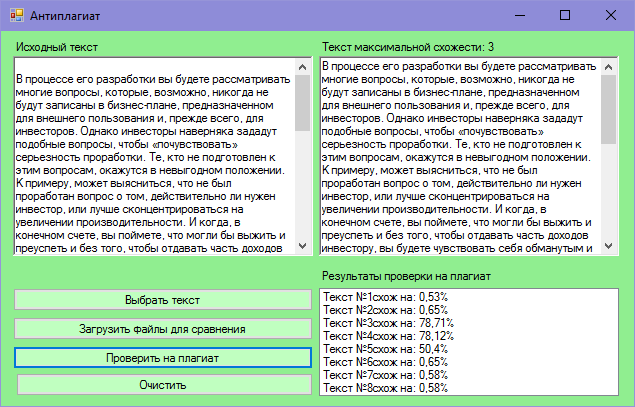 Антиплагиат
Исходный текст
В процессе его разработки вы будете рассматривать
многие вопросы, которые, возможно, никогда не
будут записаны в бизнес-плане, предназначенном
для внешнего пользования и, прежде всего, для
инвесторов. Однако инвесторы наверняка зададут
подобные вопросы, чтобы «почувствовать»
серьезность проработки. Те, кто не подготовлен к
этим вопросам, окажутся в невыгодном положении.
К примеру, может выясниться, что не был
проработан вопрос о том, действительно ли нужен
инвестор, или лучше сконцентрироваться на
увеличении производительности. И когда, в
конечном счете, вы поймете, что могли бы выжить и
преуспеть и без того, чтобы отдавать часть доходов
Текст максимальной схожести: 3
В процессе его разработки вы будете рассматривать
многие вопросы, которые, возможно, никогда не
будут записаны в бизнес-плане, предназначенном
для внешнего пользования и, прежде всего, для
инвесторов. Однако инвесторы наверняка зададут
подобные вопросы, чтобы «почувствовать»
серьезность проработки. Те, кто не подготовлен к
этим вопросам, окажутся в невыгодном положении.
К примеру, может выясниться, что не был
проработан вопрос о том, действительно ли нужен
инвестор, или лучше сконцентрироваться на
увеличении производительности. И когда, в
конечном счете, вы поймете, что могли бы выжить и
преуспеть и без того, чтобы отдавать часть доходов
инвестору, вы будете чувствовать себя обманутым и
Выбрать текст
Загрузить файлы для сравнения
Проверить на плагиат
Очистить
Результаты проверки на плагиат
Текст №1схож на: 0,53%
Текст №2схож на: 0,65%
Текст №3схож на: 78,71%
Текст №4схож на: 78,12%
Текст №5схож на: 50,4%
Текст №6схож на: 0,65%
Текст №7схож на: 0,58%
Текст №8схож на: 0,58%